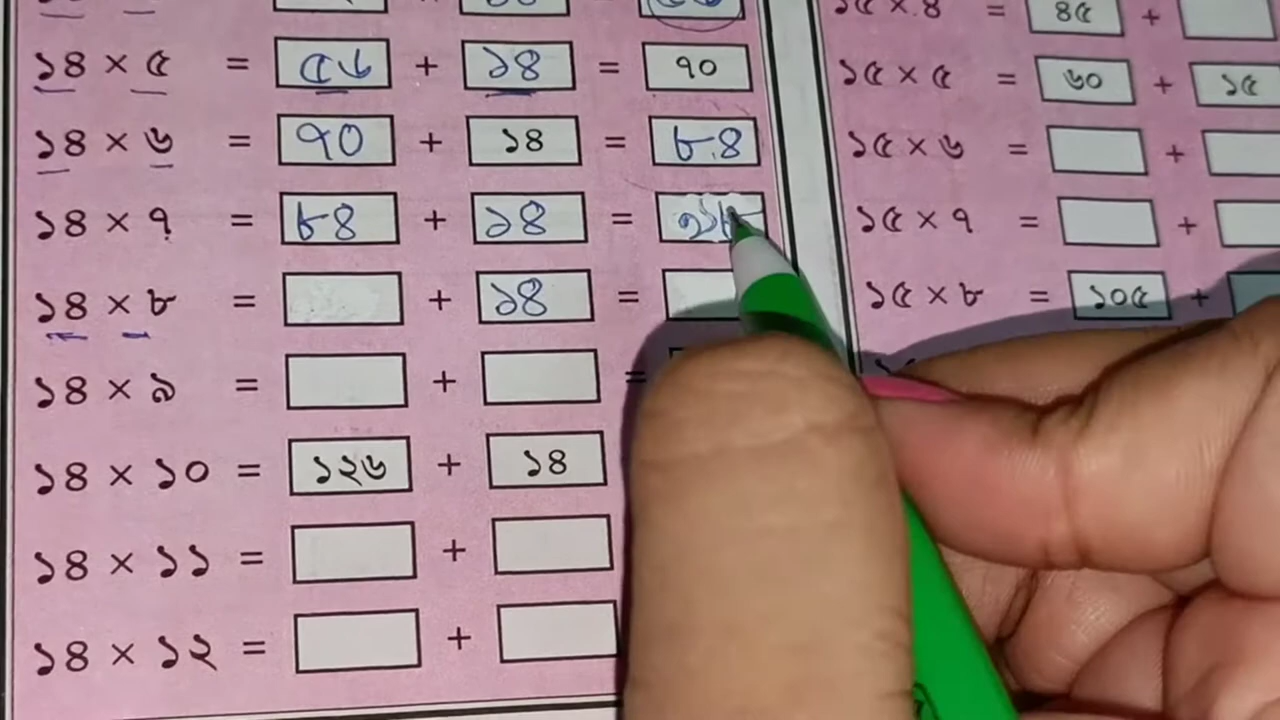 ১৪ × ৫ = ৫৬ + ১৪ = ৭০
১৪ × ৬ = ৭০ + ১৪ = ৮৪
১৪ × ৭ = ৮৪ + ১৪ =
১৪ × ৮ = + ১৪ =
১৪ × ৯ = + =
১৪ × ১০ = ১২৬ + ১৪
১৪ × ১১ = +
১৪ × ১২ = +
১৫ × ৪ = ৪৫ +
১৫ × ৫ = ৬০ + ১৫
১৫ × ৬ = +
১৫ × ৭ = +
১৫ × ৮ = ১০৫ +